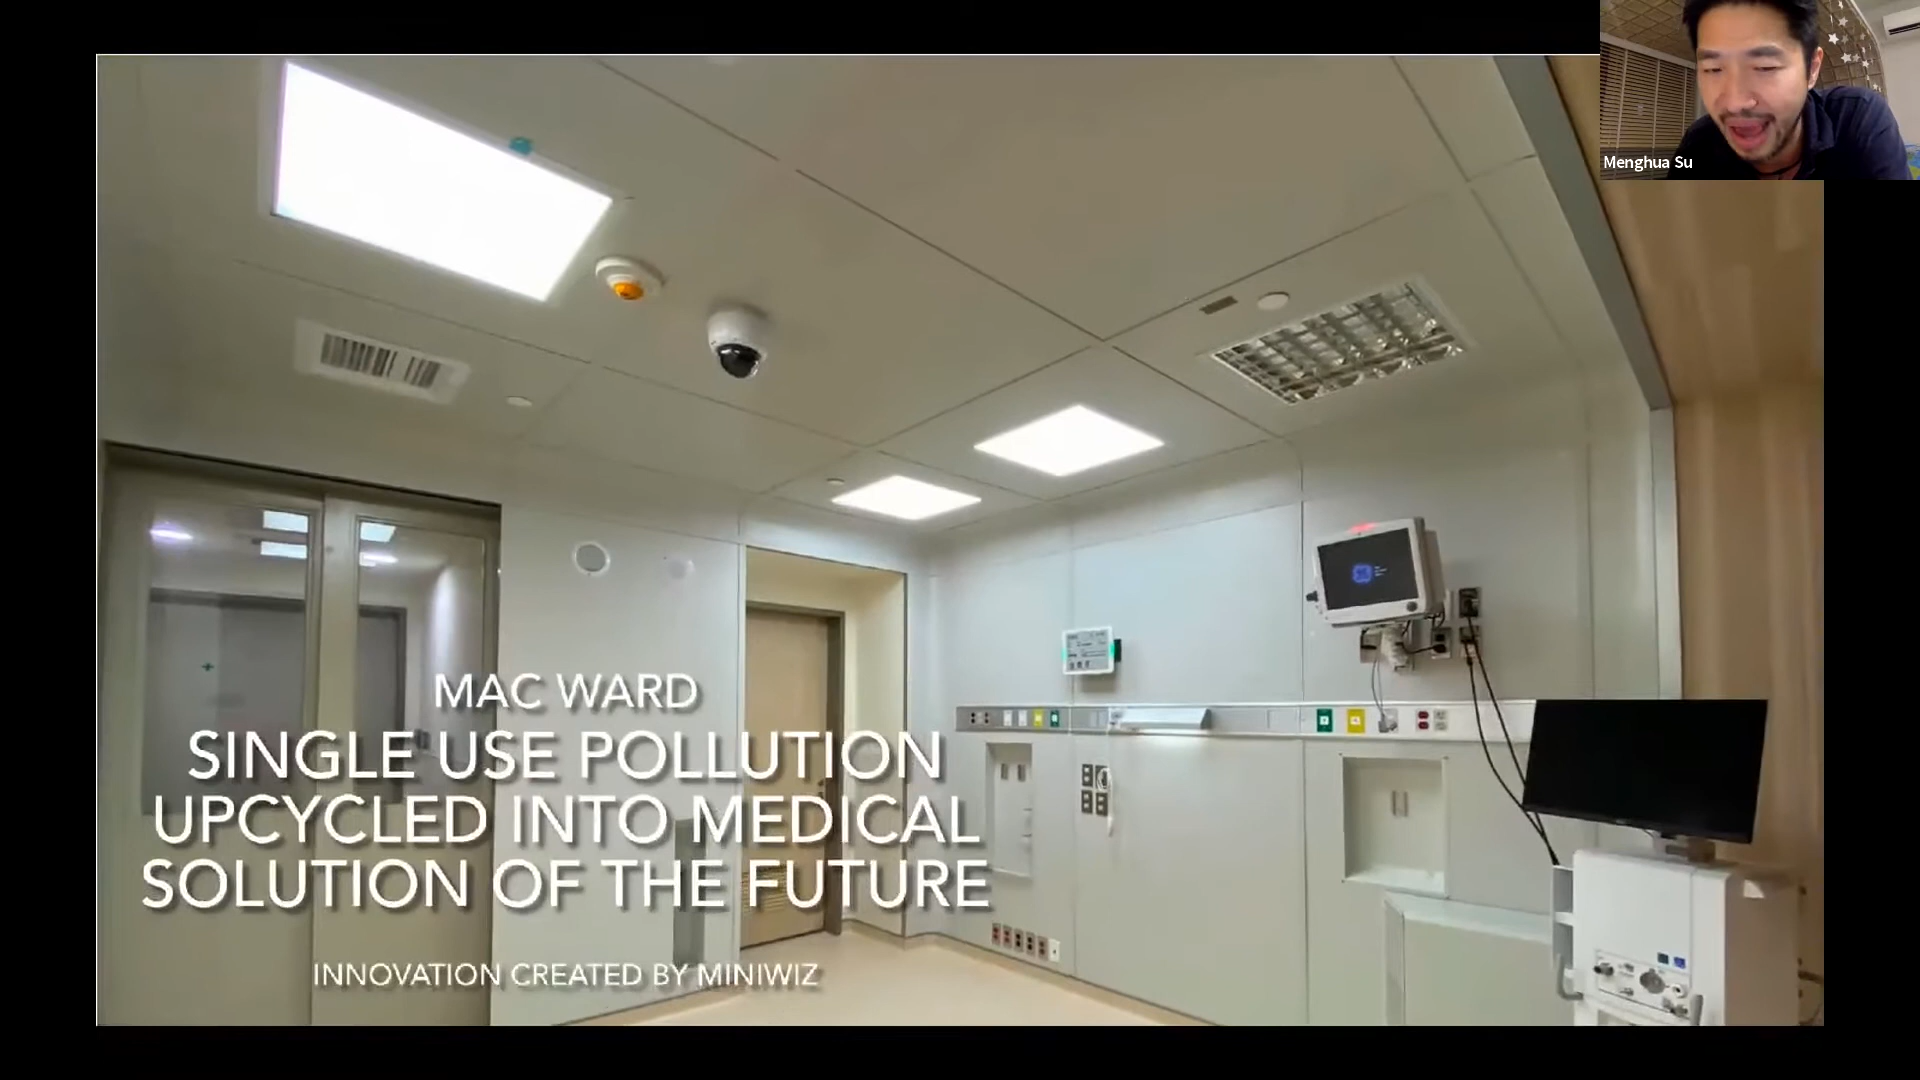 Menghua Su
MAC WARD
SINGLE USE POLLUTION
UPCYCLED INTO MEDICAL
SOLUTION OF THE FUTURE
INNOVATION CREATED BY MINIWIZ